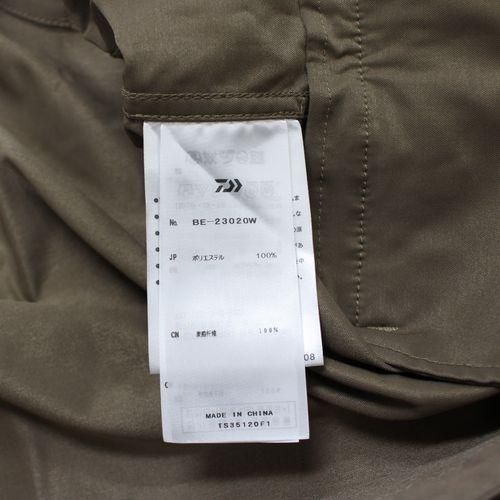 No. BE-23020W
JP ポリエステル 100%
CN 聚酯纤维 100%
08
MADE IN CHINA
TS35120F1